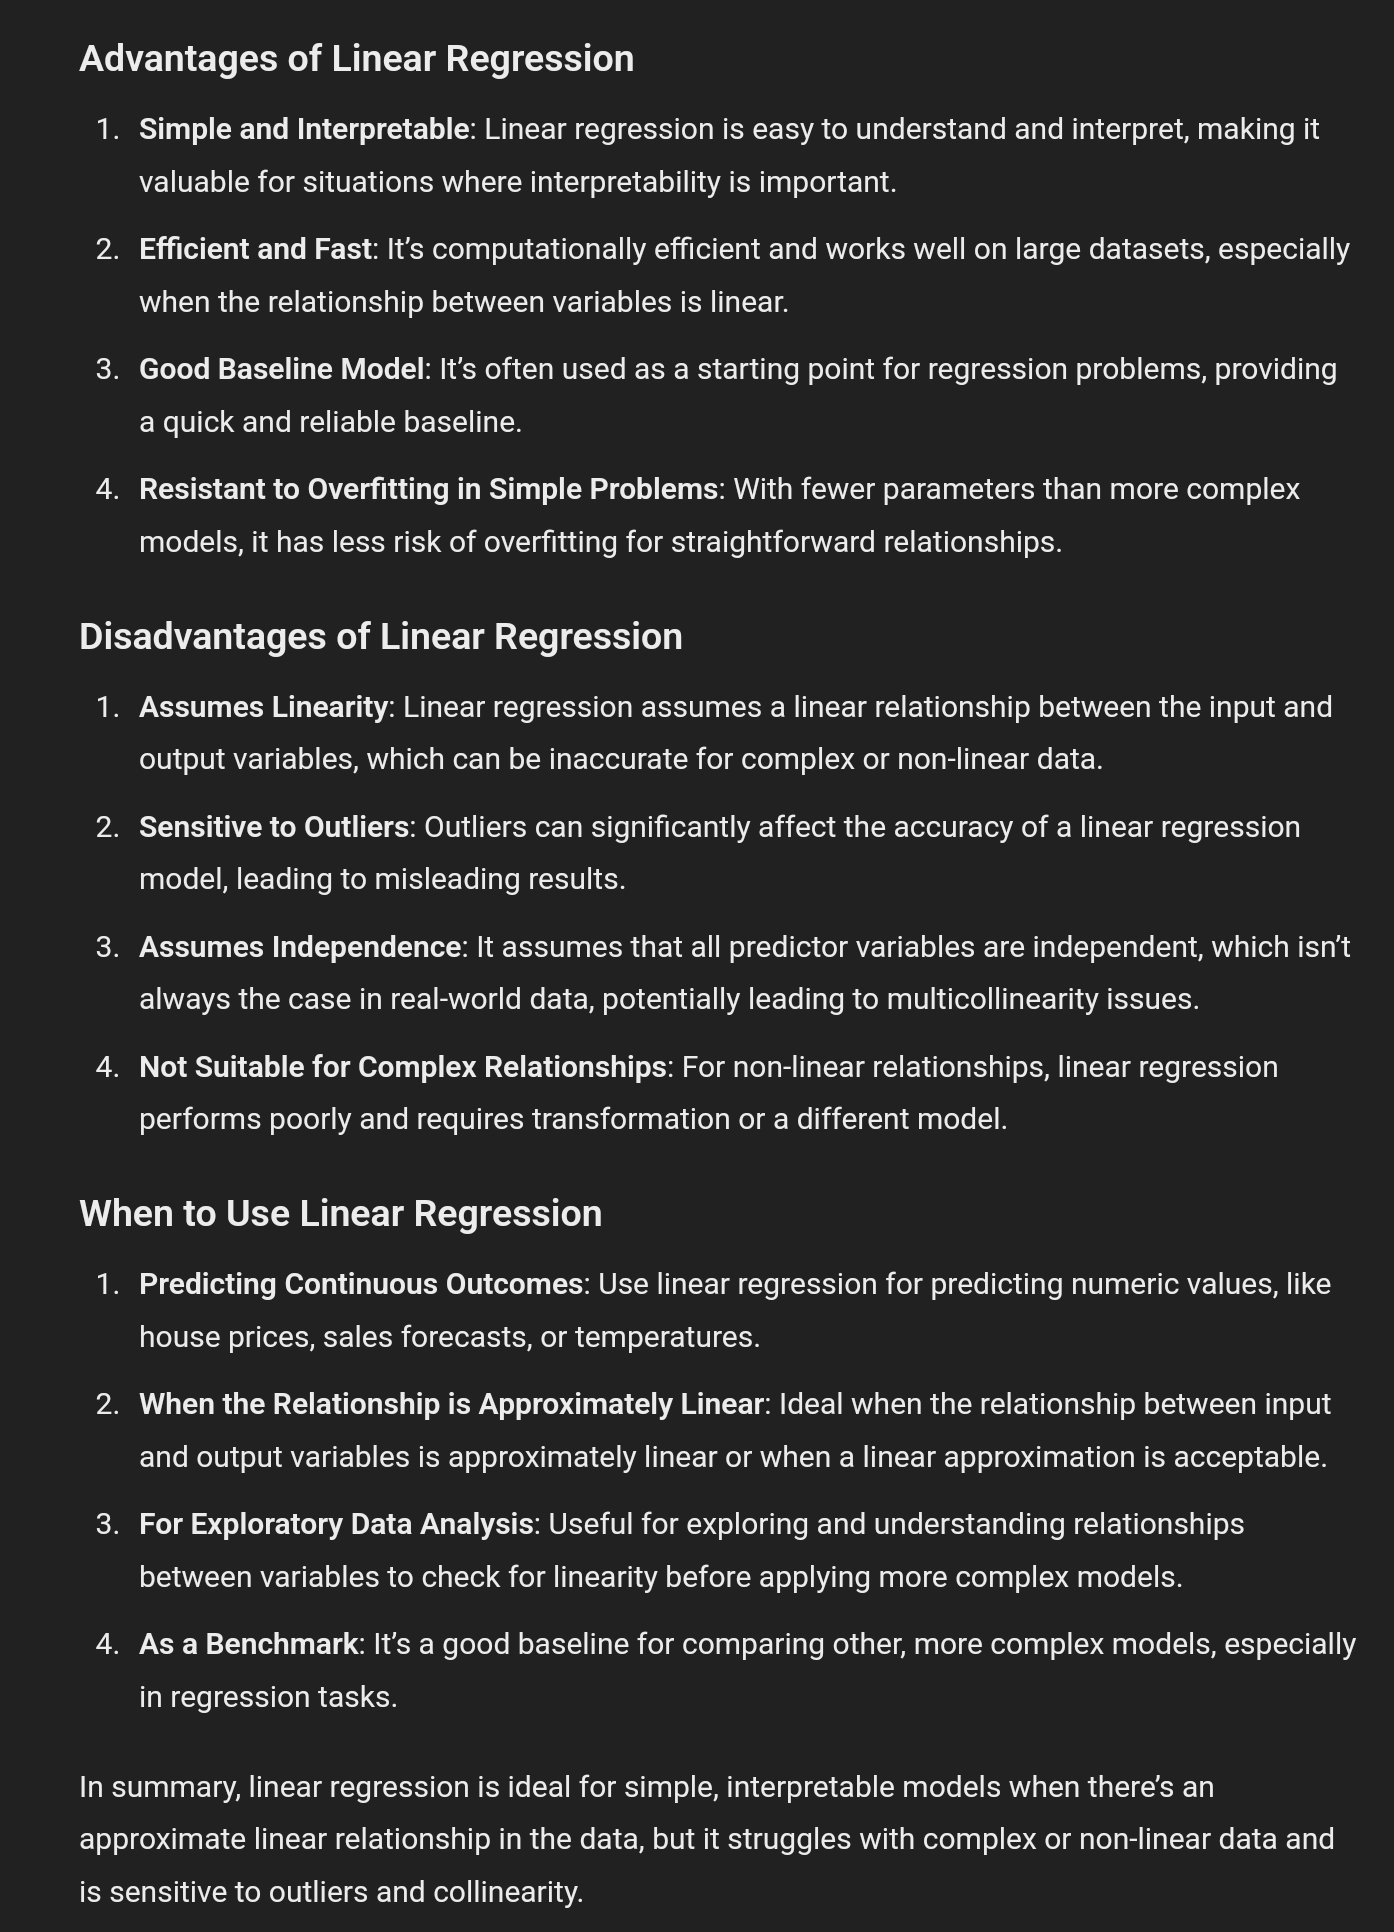 Advantages of Linear Regression
1. Simple and Interpretable: Linear regression is easy to understand and interpret, making it
valuable for situations where interpretability is important.
2. Efficient and Fast: It’s computationally efficient and works well on large datasets, especially
when the relationship between variables is linear.
3. Good Baseline Model: It’s often used as a starting point for regression problems, providing
a quick and reliable baseline.
4. Resistant to Overfitting in Simple Problems: With fewer parameters than more complex
models, it has less risk of overfitting for straightforward relationships.
Disadvantages of Linear Regression
1. Assumes Linearity: Linear regression assumes a linear relationship between the input and
output variables, which can be inaccurate for complex or non-linear data.
2. Sensitive to Outliers: Outliers can significantly affect the accuracy of a linear regression
model, leading to misleading results.
3. Assumes Independence: It assumes that all predictor variables are independent, which isn’t
always the case in real-world data, potentially leading to multicollinearity issues.
4. Not Suitable for Complex Relationships: For non-linear relationships, linear regression
performs poorly and requires transformation or a different model.
When to Use Linear Regression
1. Predicting Continuous Outcomes: Use linear regression for predicting numeric values, like
house prices, sales forecasts, or temperatures.
2. When the Relationship is Approximately Linear: Ideal when the relationship between input
and output variables is approximately linear or when a linear approximation is acceptable.
3. For Exploratory Data Analysis: Useful for exploring and understanding relationships
between variables to check for linearity before applying more complex models.
4. As a Benchmark: It’s a good baseline for comparing other, more complex models, especially
in regression tasks.
In summary, linear regression is ideal for simple, interpretable models when there’s an
approximate linear relationship in the data, but it struggles with complex or non-linear data and
is sensitive to outliers and collinearity.